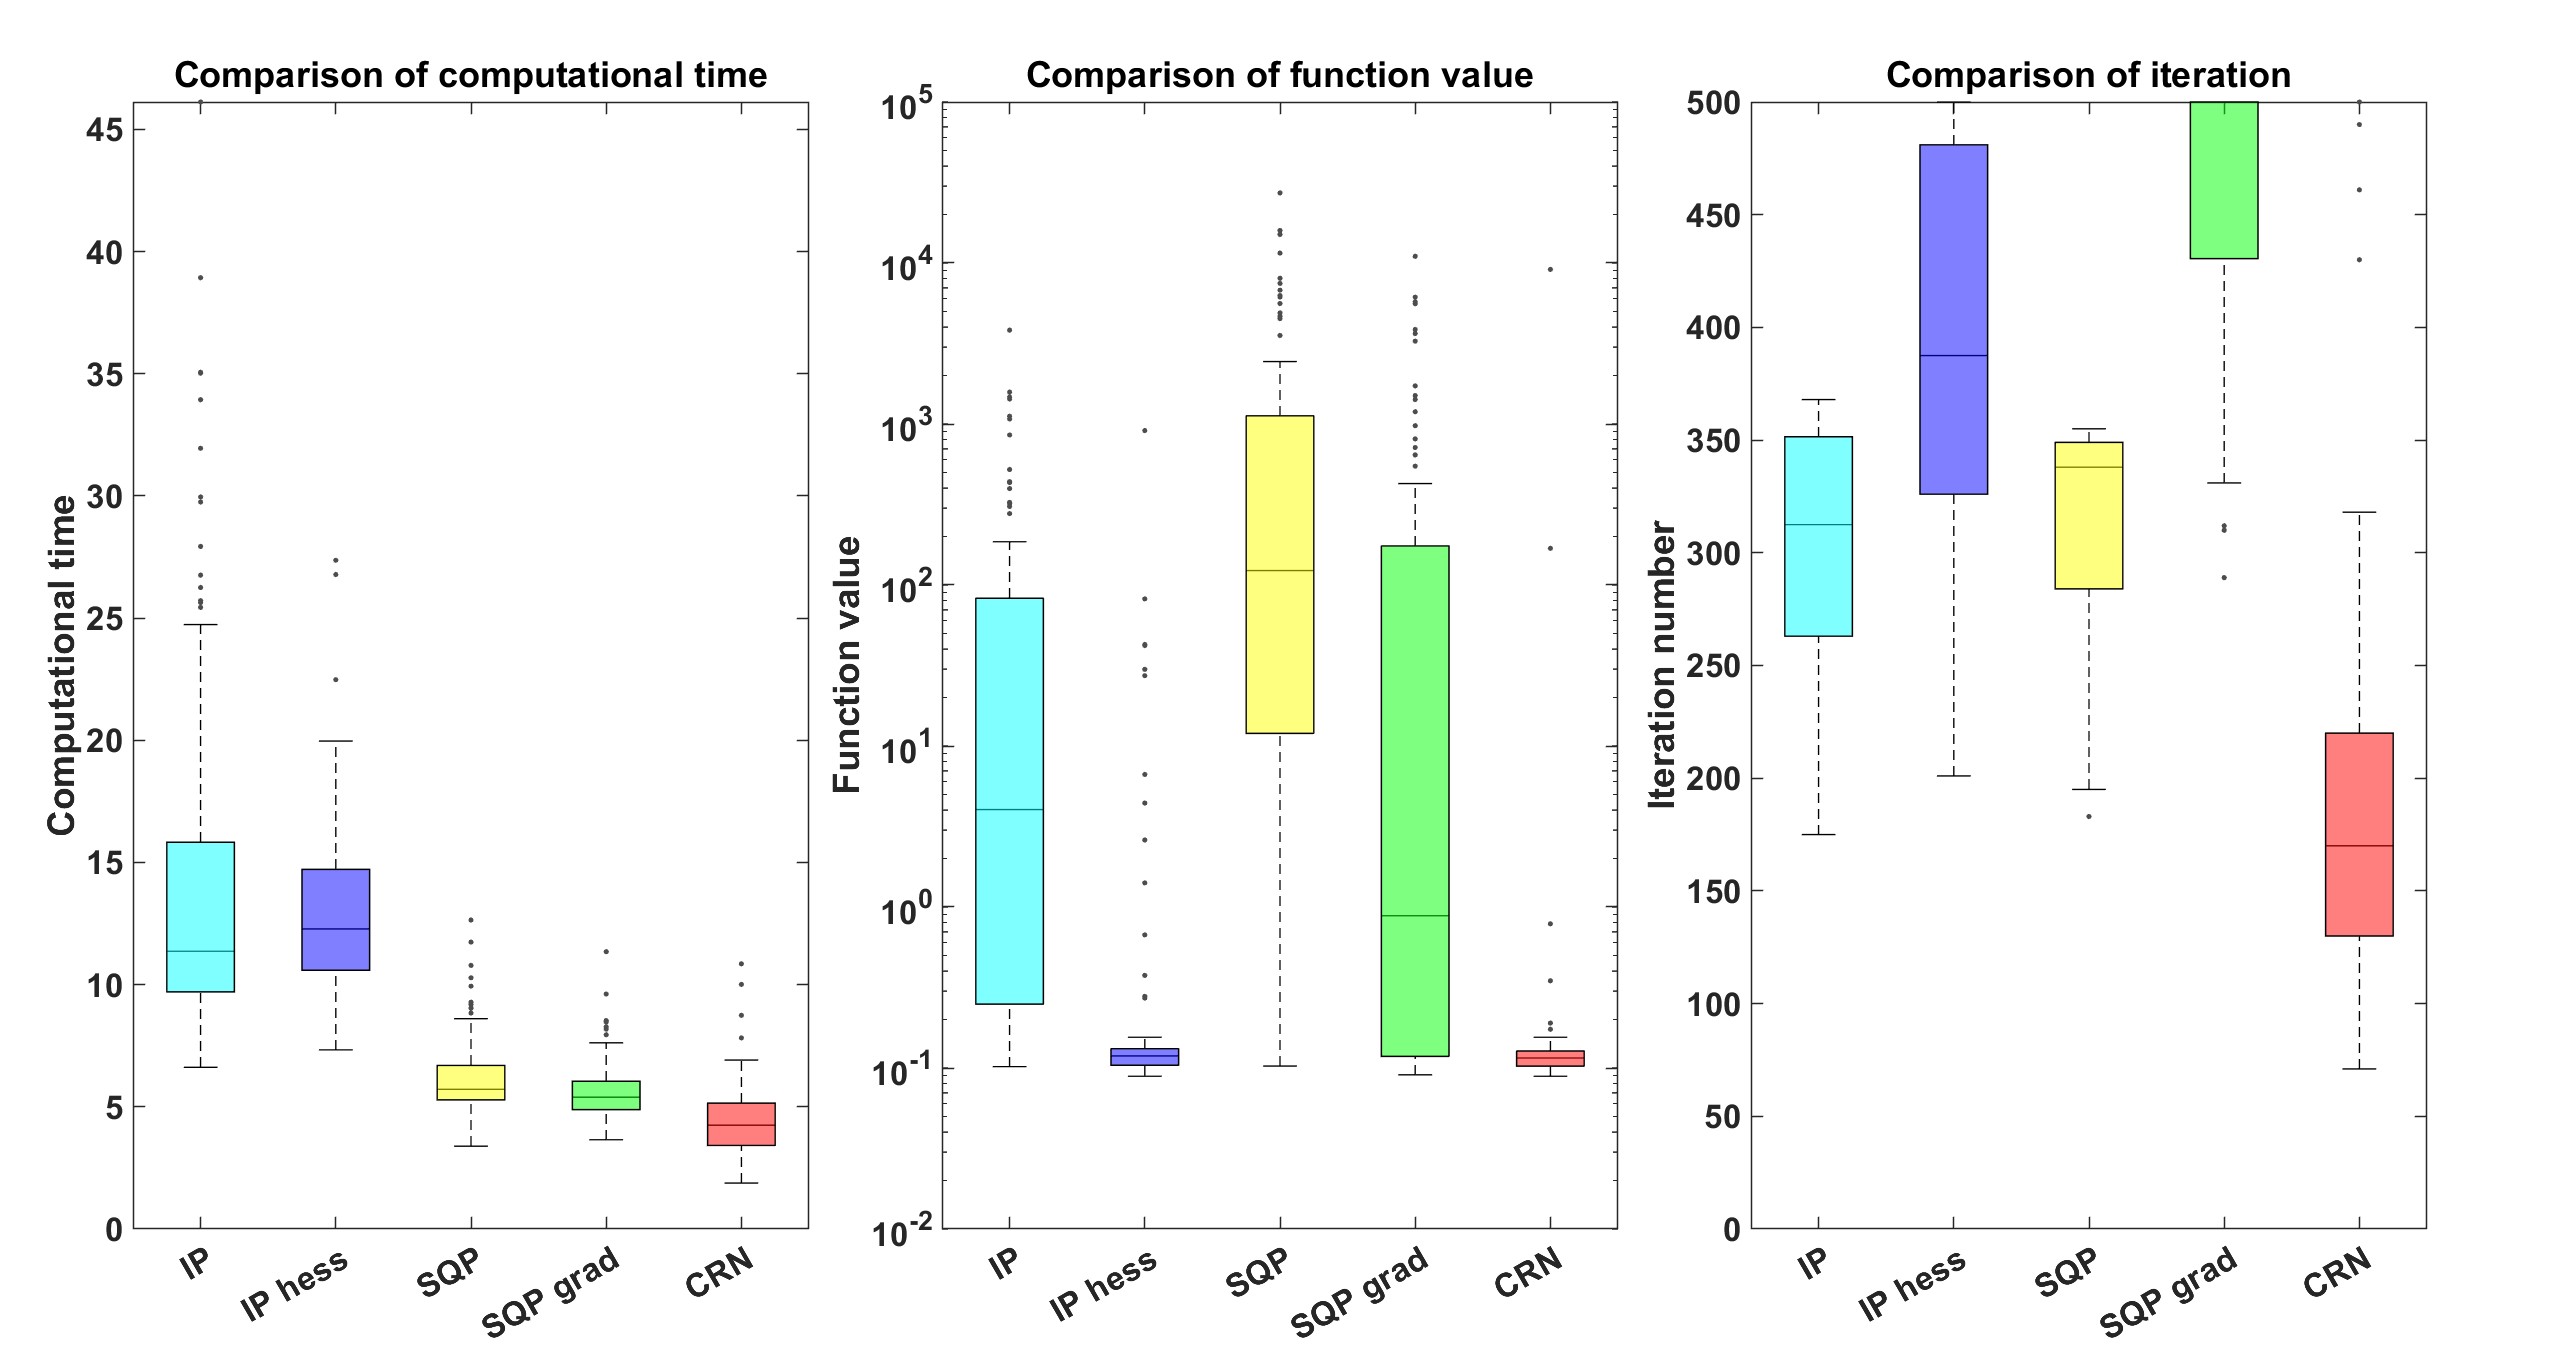 Comparison of computational time
Computational time
45
40
35
30
25
20
15
10
5
0
IP
IP hess
SQP
SQP grad
CRN
Comparison of function value
Function value
10^5
10^4
10^3
10^2
10^1
10^0
10^-1
10^-2
IP
IP hess
SQP
SQP grad
CRN
Comparison of iteration
Iteration number
500
450
400
350
300
250
200
150
100
50
0
IP
IP hess
SQP
SQP grad
CRN